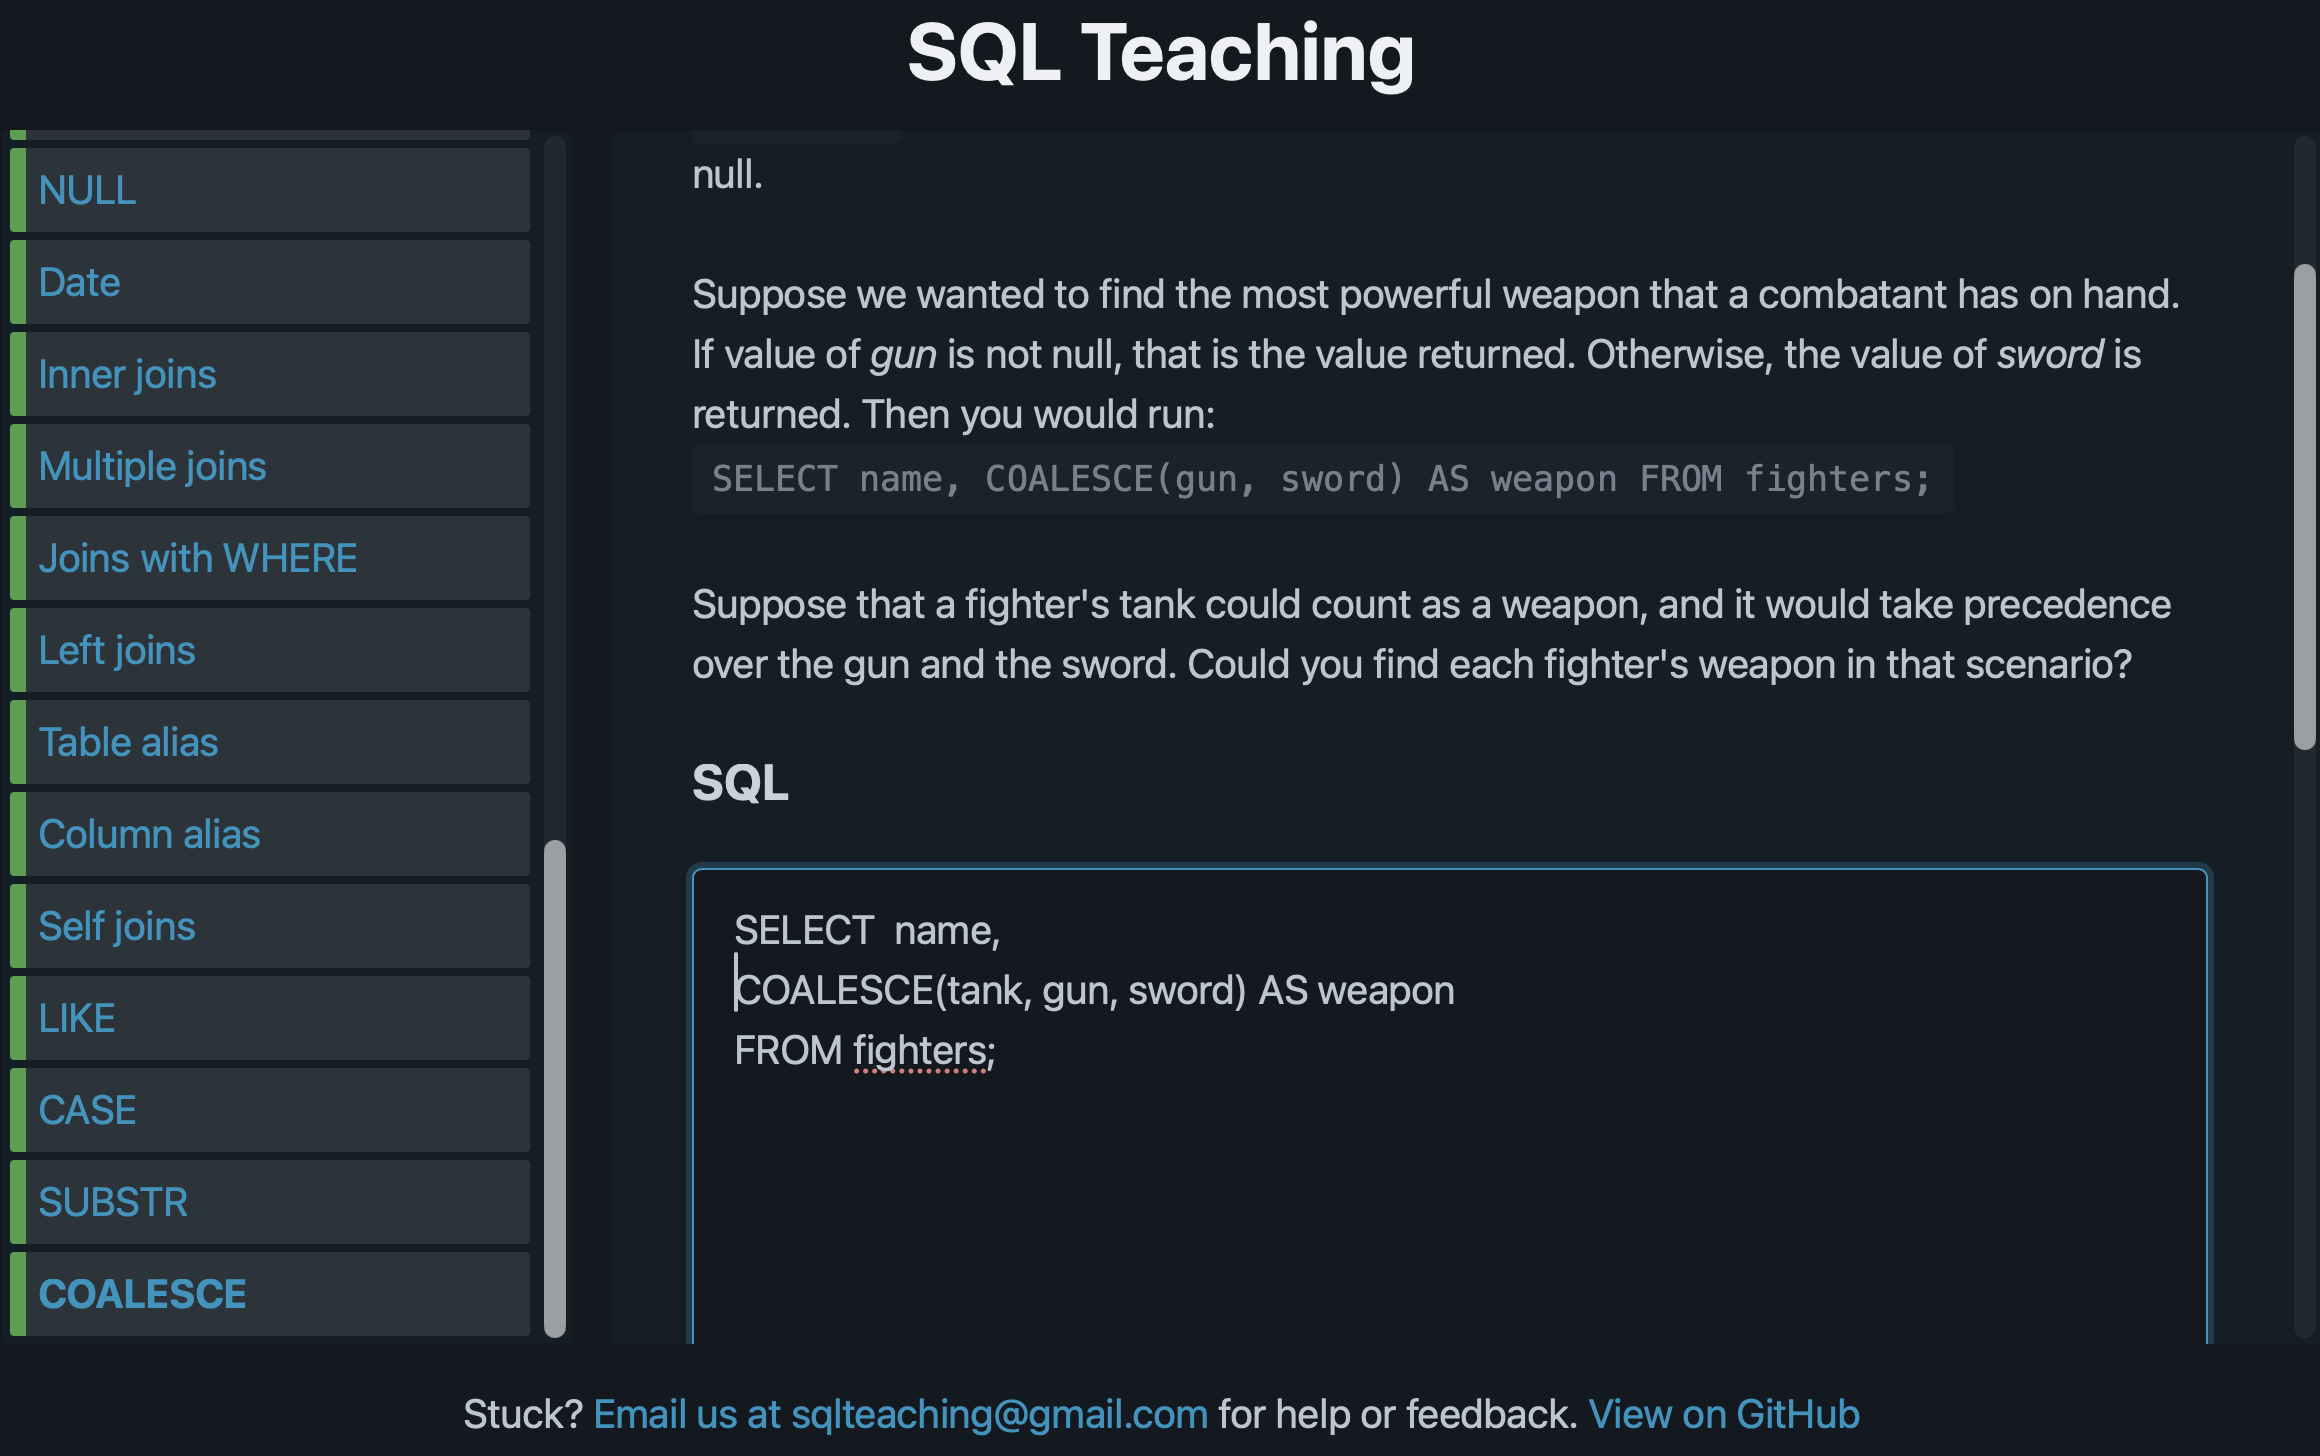 SQL Teaching
NULL
Date
Inner joins
Multiple joins
Joins with WHERE
Left joins
Table alias
Column alias
Self joins
LIKE
CASE
SUBSTR
COALESCE
null.
Suppose we wanted to find the most powerful weapon that a combatant has on hand.
If value of gun is not null, that is the value returned. Otherwise, the value of sword is
returned. Then you would run:
SELECT name, COALESCE(gun, sword) AS weapon FROM fighters;
Suppose that a fighter's tank could count as a weapon, and it would take precedence
over the gun and the sword. Could you find each fighter's weapon in that scenario?
SQL
SELECT  name,
COALESCE(tank, gun, sword) AS weapon
FROM fighters;
Stuck? Email us at sqlteaching@gmail.com for help or feedback. View on GitHub